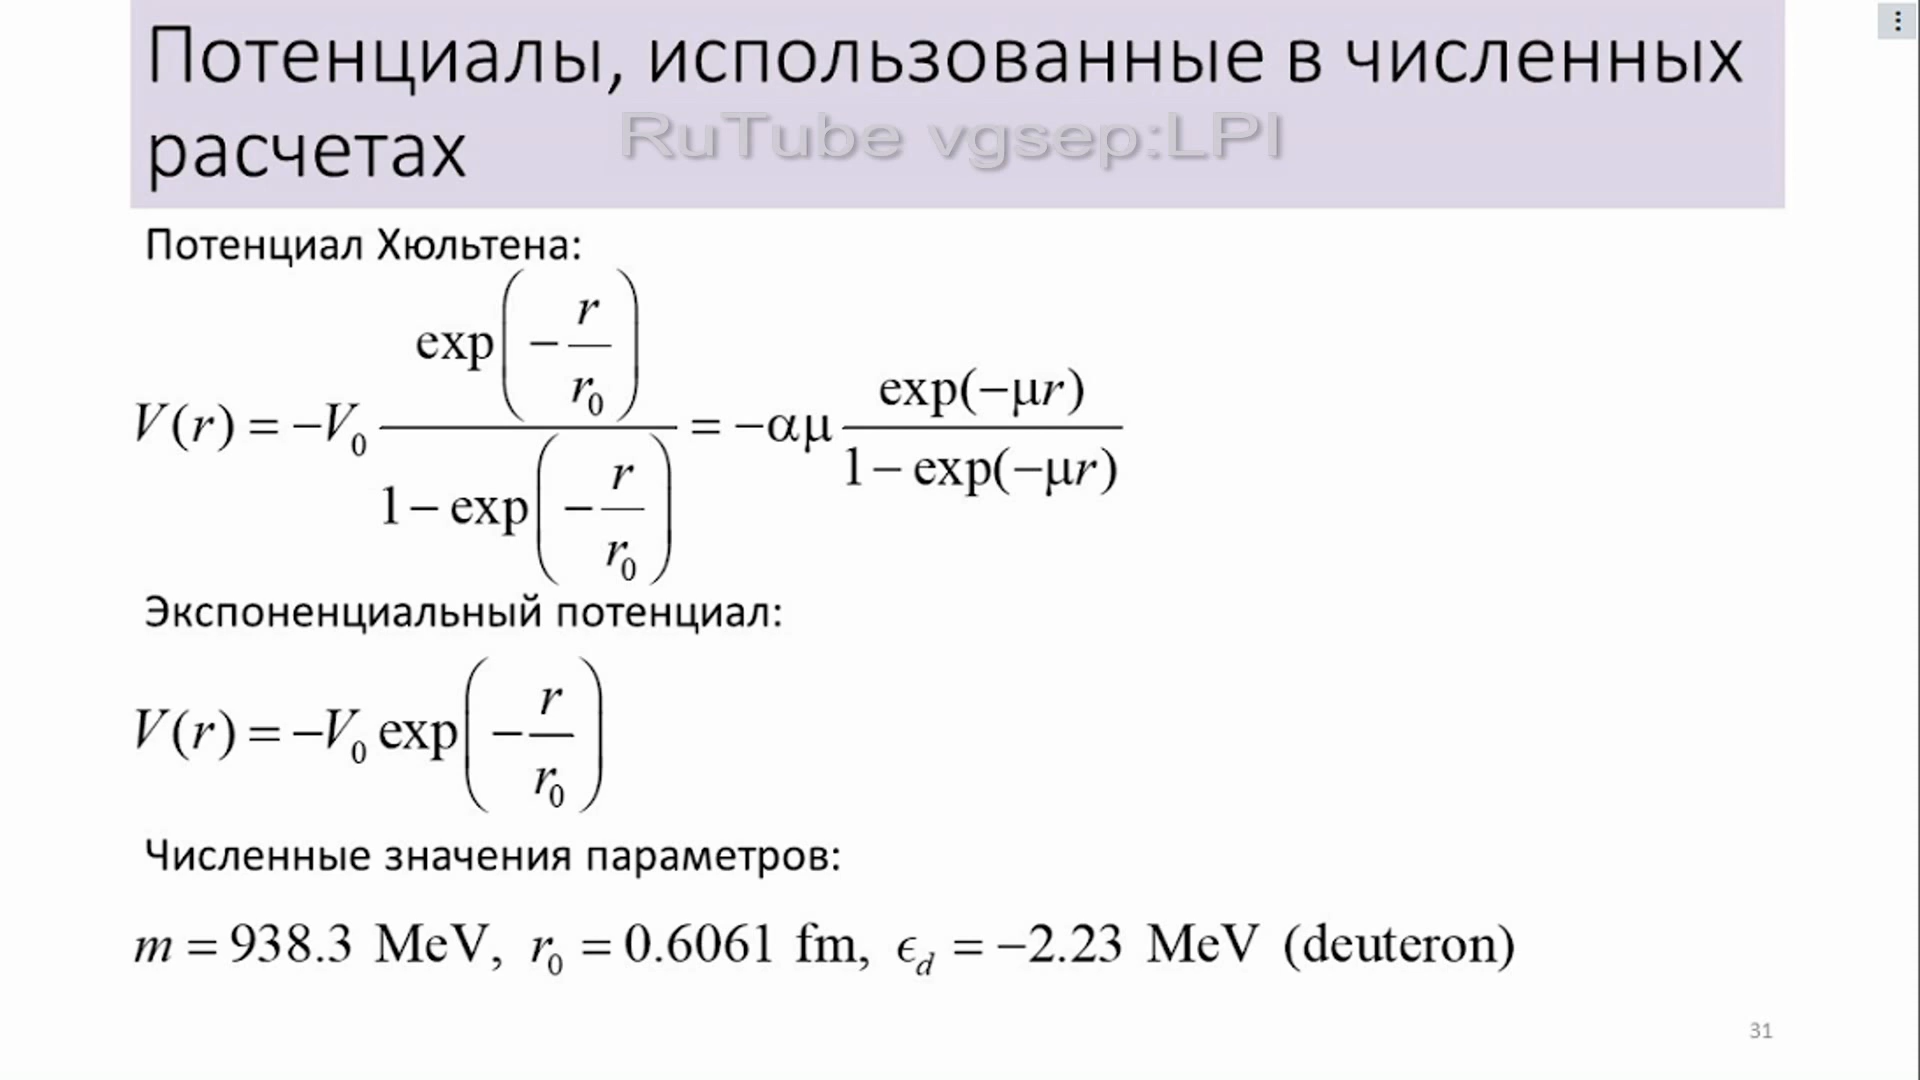 Потенциалы, использованные в численных
расчетах
RuTube vgsep:LPI
Потенциал Хюльтена:
V(r) = −V₀ exp(−r/r₀) / (1 − exp(−r/r₀)) = −αμ exp(−μr) / (1 − exp(−μr))
Экспоненциальный потенциал:
V(r) = −V₀ exp(−r/r₀)
Численные значения параметров:
m = 938.3 MeV, r₀ = 0.6061 fm, ϵ_d = −2.23 MeV (deuteron)
31